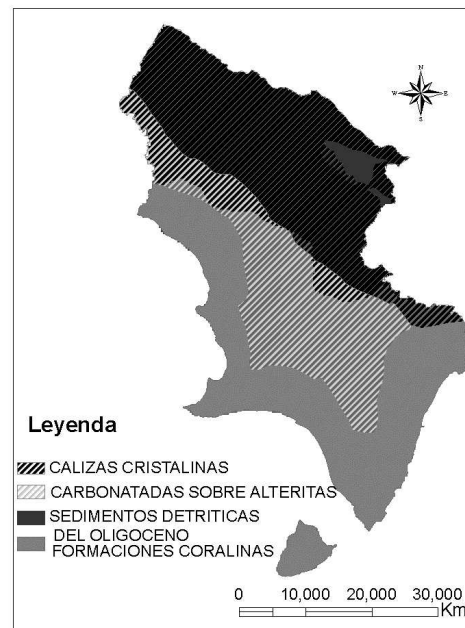 N
W E
S
Leyenda
CALIZAS CRISTALINAS
CARBONATADAS SOBRE ALTERITAS
SEDIMENTOS DETRITICAS
DEL OLIGOCENO
FORMACIONES CORALINAS
0 10,000 20,000 30,000
Km